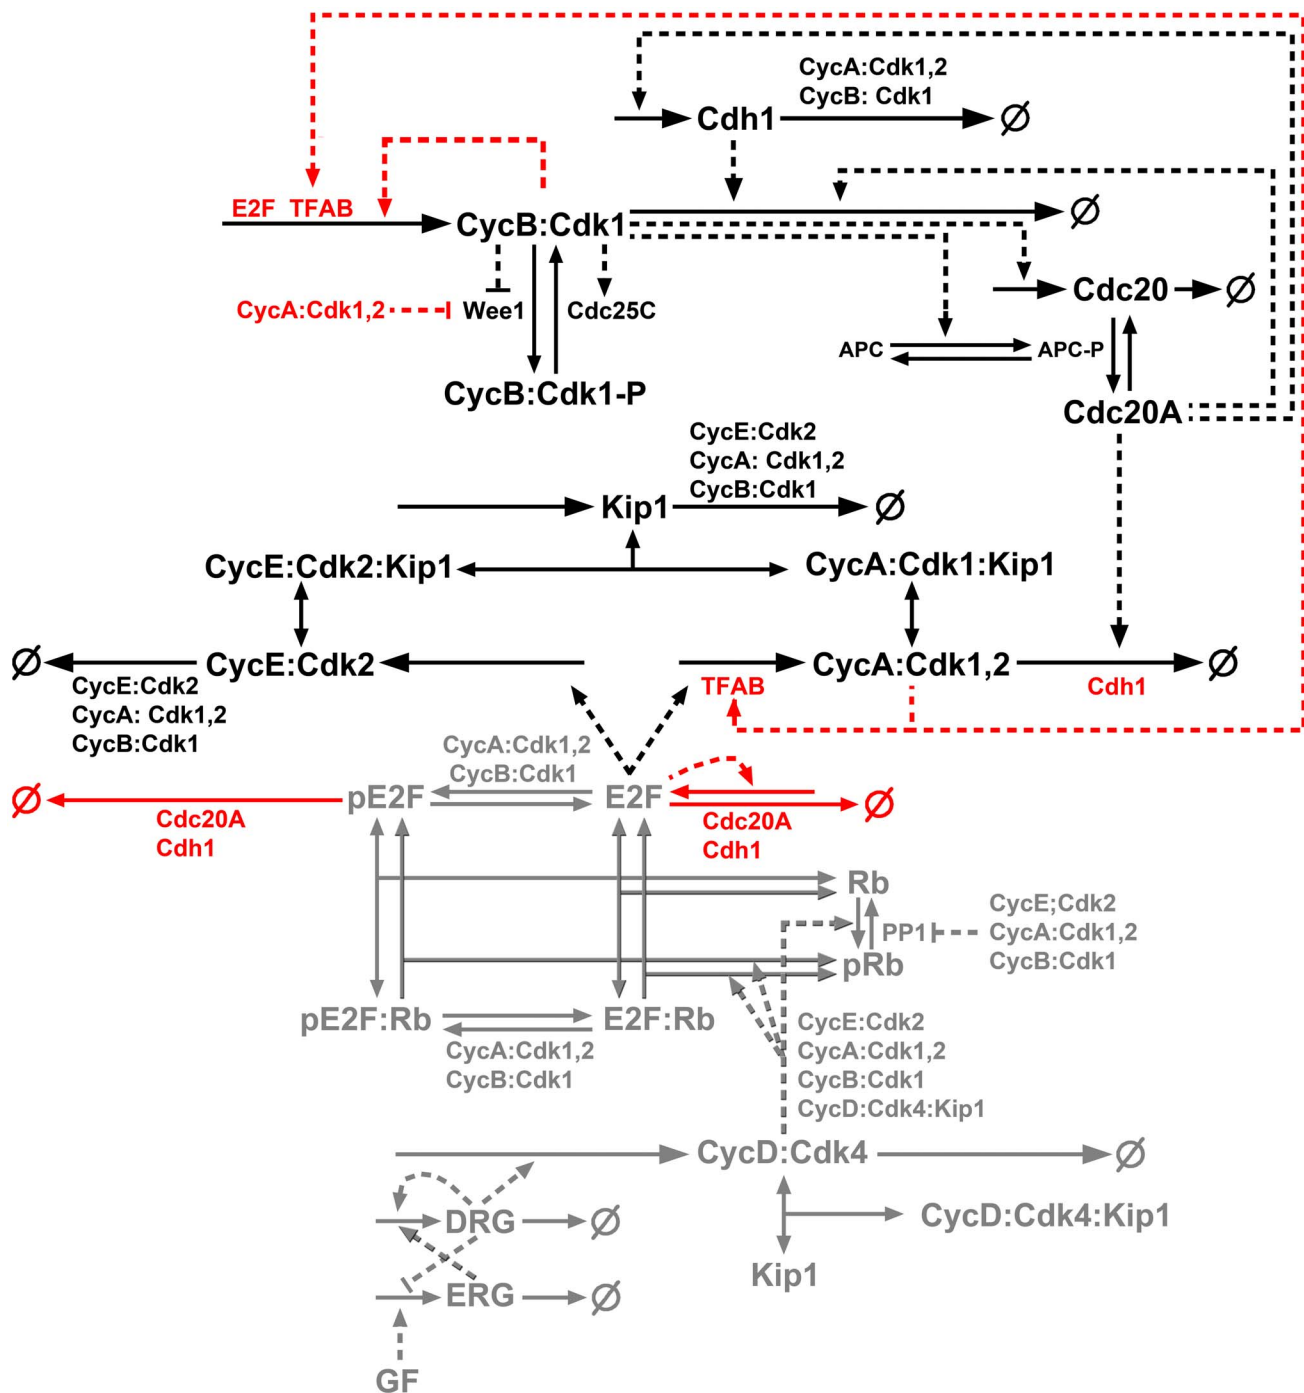 CycA:Cdk1,2
CycB: Cdk1
Cdh1
Ø
E2F TFAB
CycB:Cdk1
Ø
CycA:Cdk1,2
Wee1
Cdc25C
Cdc20
Ø
APC
APC-P
CycB:Cdk1-P
Cdc20A
CycE:Cdk2
CycA: Cdk1,2
CycB:Cdk1
Kip1
Ø
CycE:Cdk2:Kip1
CycA:Cdk1:Kip1
Ø
CycE:Cdk2
CycA:Cdk1,2
Ø
TFAB
Cdh1
CycE:Cdk2
CycA: Cdk1,2
CycB:Cdk1
CycA:Cdk1,2
CycB:Cdk1
Ø
pE2F
E2F
Ø
Cdc20A
Cdh1
Cdc20A
Cdh1
Rb
PP1
CycE;Cdk2
CycA:Cdk1,2
CycB:Cdk1
pRb
pE2F:Rb
E2F:Rb
CycA:Cdk1,2
CycB:Cdk1
CycE:Cdk2
CycA:Cdk1,2
CycB:Cdk1
CycD:Cdk4:Kip1
CycD:Cdk4
Ø
DRG
Ø
CycD:Cdk4:Kip1
Kip1
ERG
Ø
GF